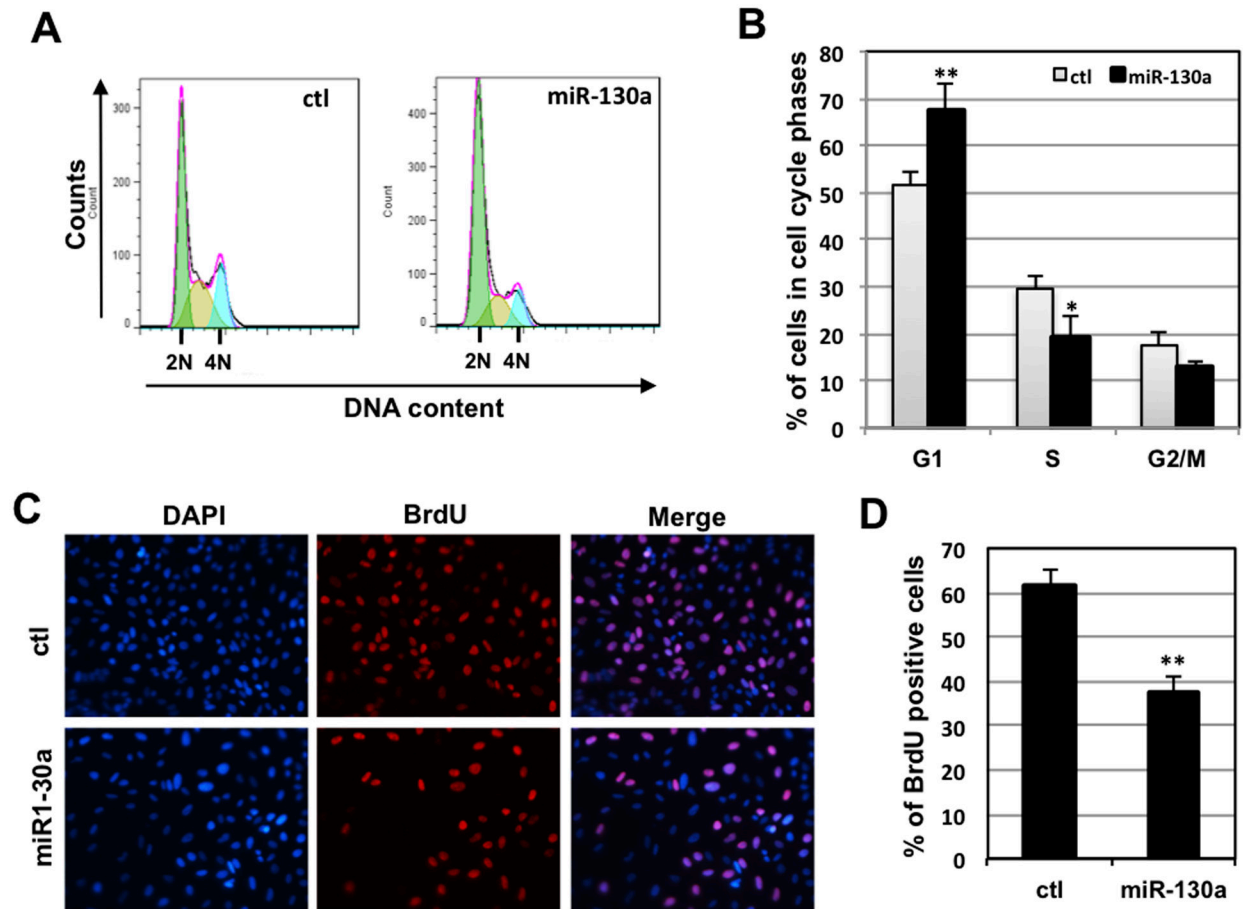 A
ctl
miR-130a
Counts
Count
300
200
100
0
Count
400
300
200
100
0
2N 4N
2N 4N
DNA content
B
% of cells in cell cycle phases
80
70
60
50
40
30
20
10
0
ctl miR-130a
**
*
G1 S G2/M
C
DAPI BrdU Merge
ctl
miR1-30a
D
% of BrdU positive cells
70
60
50
40
30
20
10
0
**
ctl miR-130a